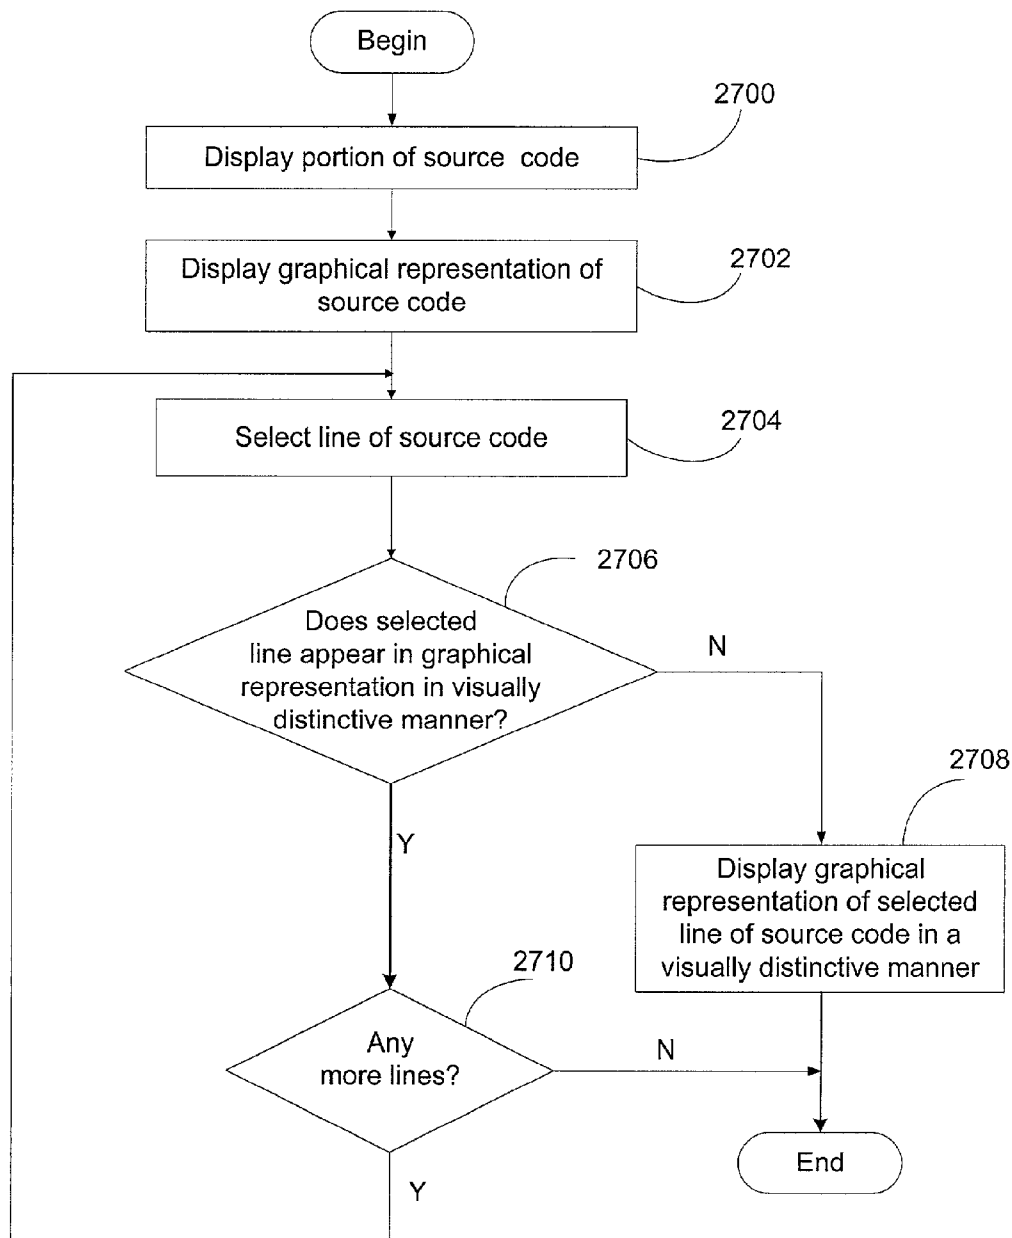 Begin
2700
Display portion of source code
2702
Display graphical representation of
source code
2704
Select line of source code
2706
Does selected
line appear in graphical
representation in visually
distinctive manner?
N
2708
Y
Display graphical
representation of selected
line of source code in a
visually distinctive manner
2710
Any
more lines?
N
End
Y